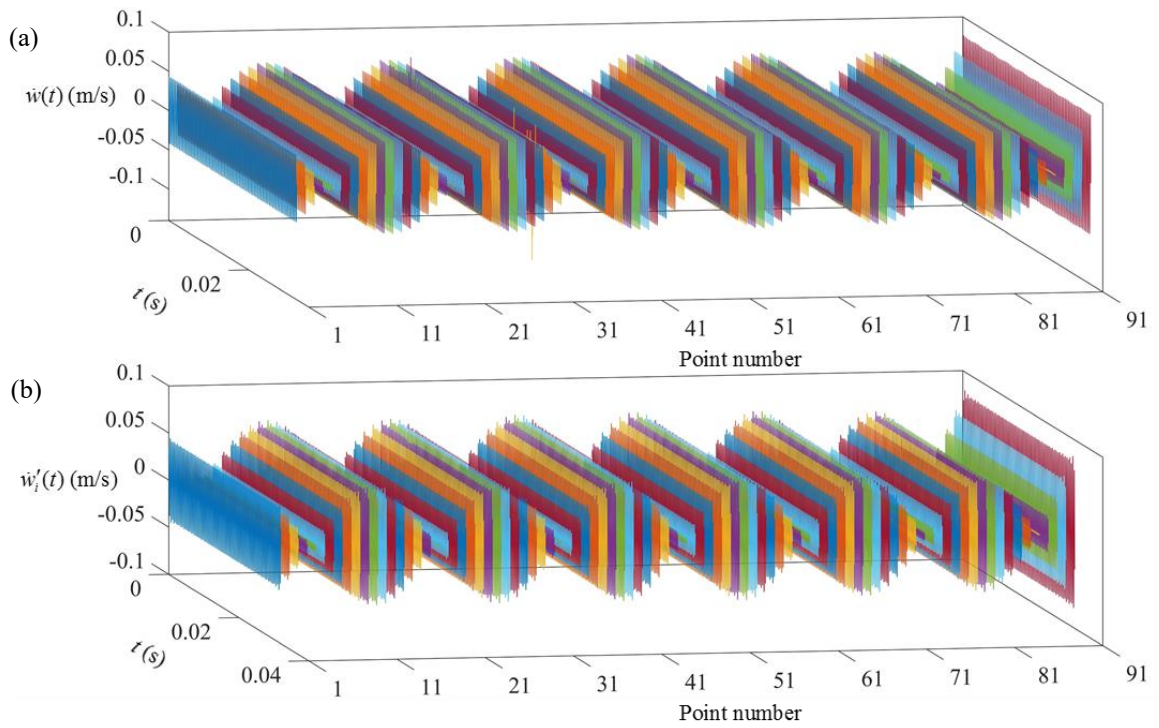 (a)
0.1
0.05
ẇ(t) (m/s)
0
-0.05
-0.1
0
0.02
t(s)
1 11 21 31 41 51 61 71 81 91
Point number
(b)
0.1
0.05
ẇ′ᵢ(t) (m/s)
0
-0.05
-0.1
0
0.02
t(s)
0.04
1 11 21 31 41 51 61 71 81 91
Point number